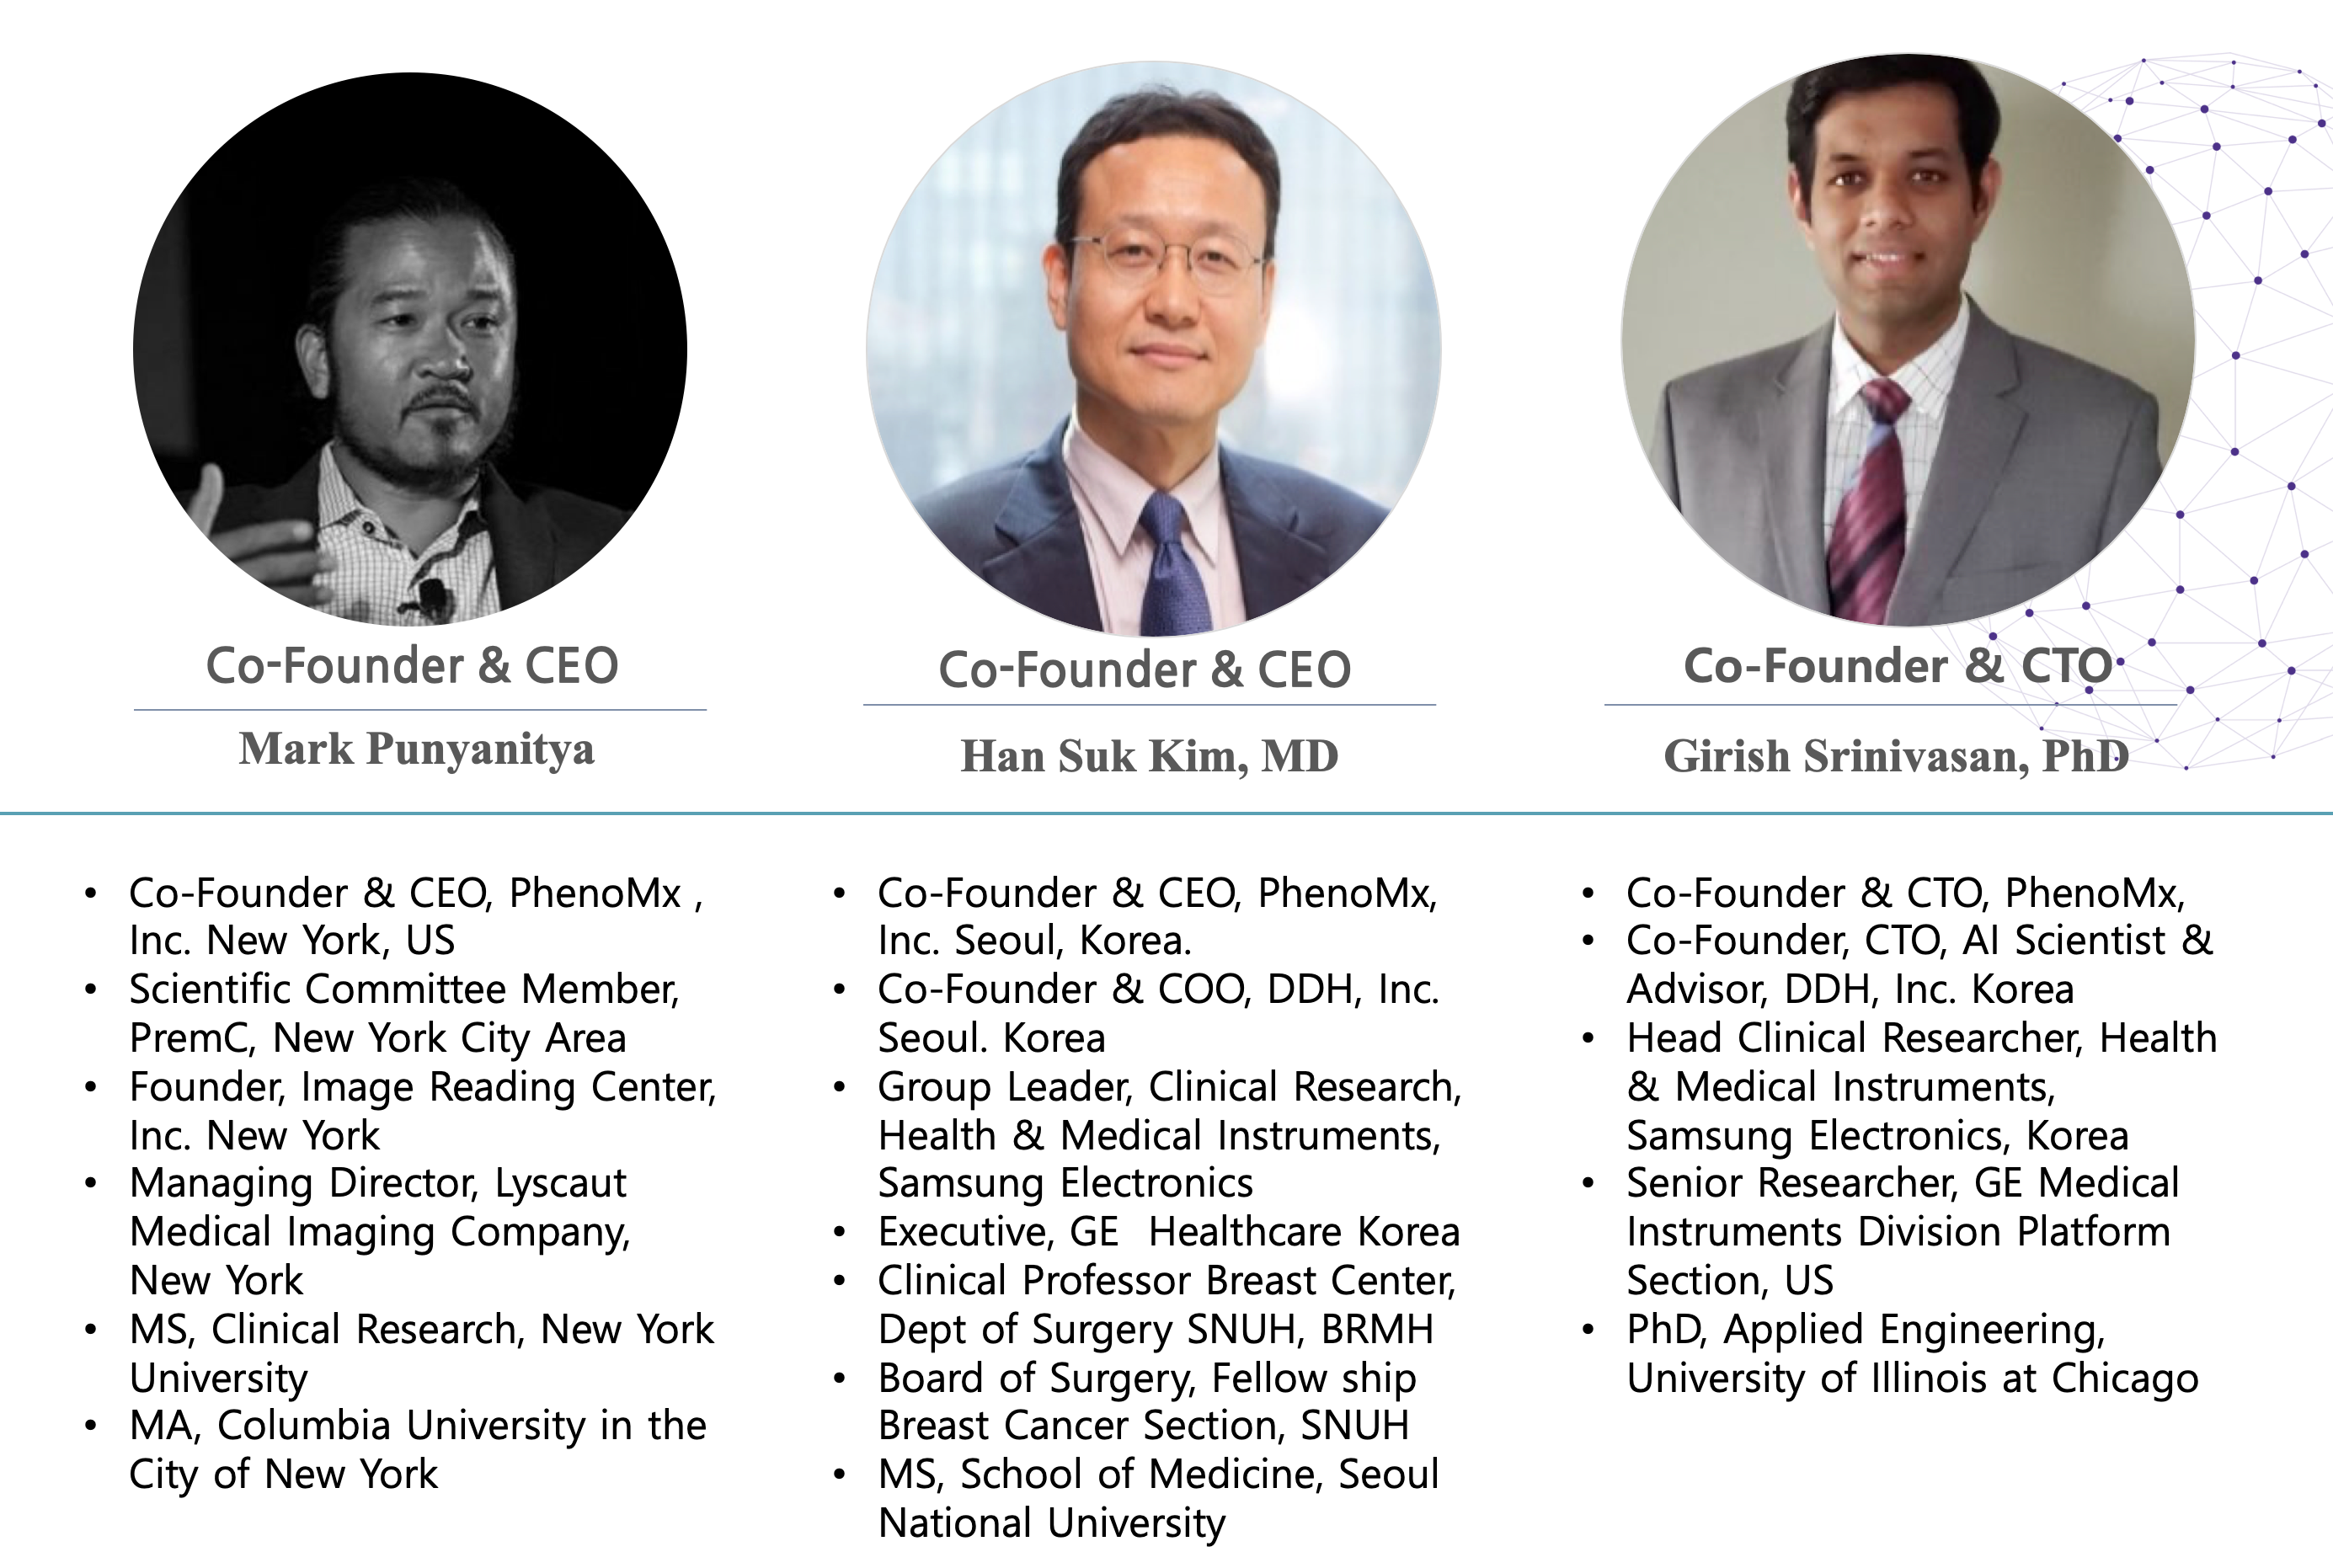 Co-Founder & CEO
Mark Punyanitya
Co-Founder & CEO
Han Suk Kim, MD
Co-Founder & CTO
Girish Srinivasan, PhD
• Co-Founder & CEO, PhenoMx ,
Inc. New York, US
• Scientific Committee Member,
PremC, New York City Area
• Founder, Image Reading Center,
Inc. New York
• Managing Director, Lyscaut
Medical Imaging Company,
New York
• MS, Clinical Research, New York
University
• MA, Columbia University in the
City of New York
• Co-Founder & CEO, PhenoMx,
Inc. Seoul, Korea.
• Co-Founder & COO, DDH, Inc.
Seoul. Korea
• Group Leader, Clinical Research,
Health & Medical Instruments,
Samsung Electronics
• Executive, GE  Healthcare Korea
• Clinical Professor Breast Center,
Dept of Surgery SNUH, BRMH
• Board of Surgery, Fellow ship
Breast Cancer Section, SNUH
• MS, School of Medicine, Seoul
National University
• Co-Founder & CTO, PhenoMx,
• Co-Founder, CTO, AI Scientist &
Advisor, DDH, Inc. Korea
• Head Clinical Researcher, Health
& Medical Instruments,
Samsung Electronics, Korea
• Senior Researcher, GE Medical
Instruments Division Platform
Section, US
• PhD, Applied Engineering,
University of Illinois at Chicago